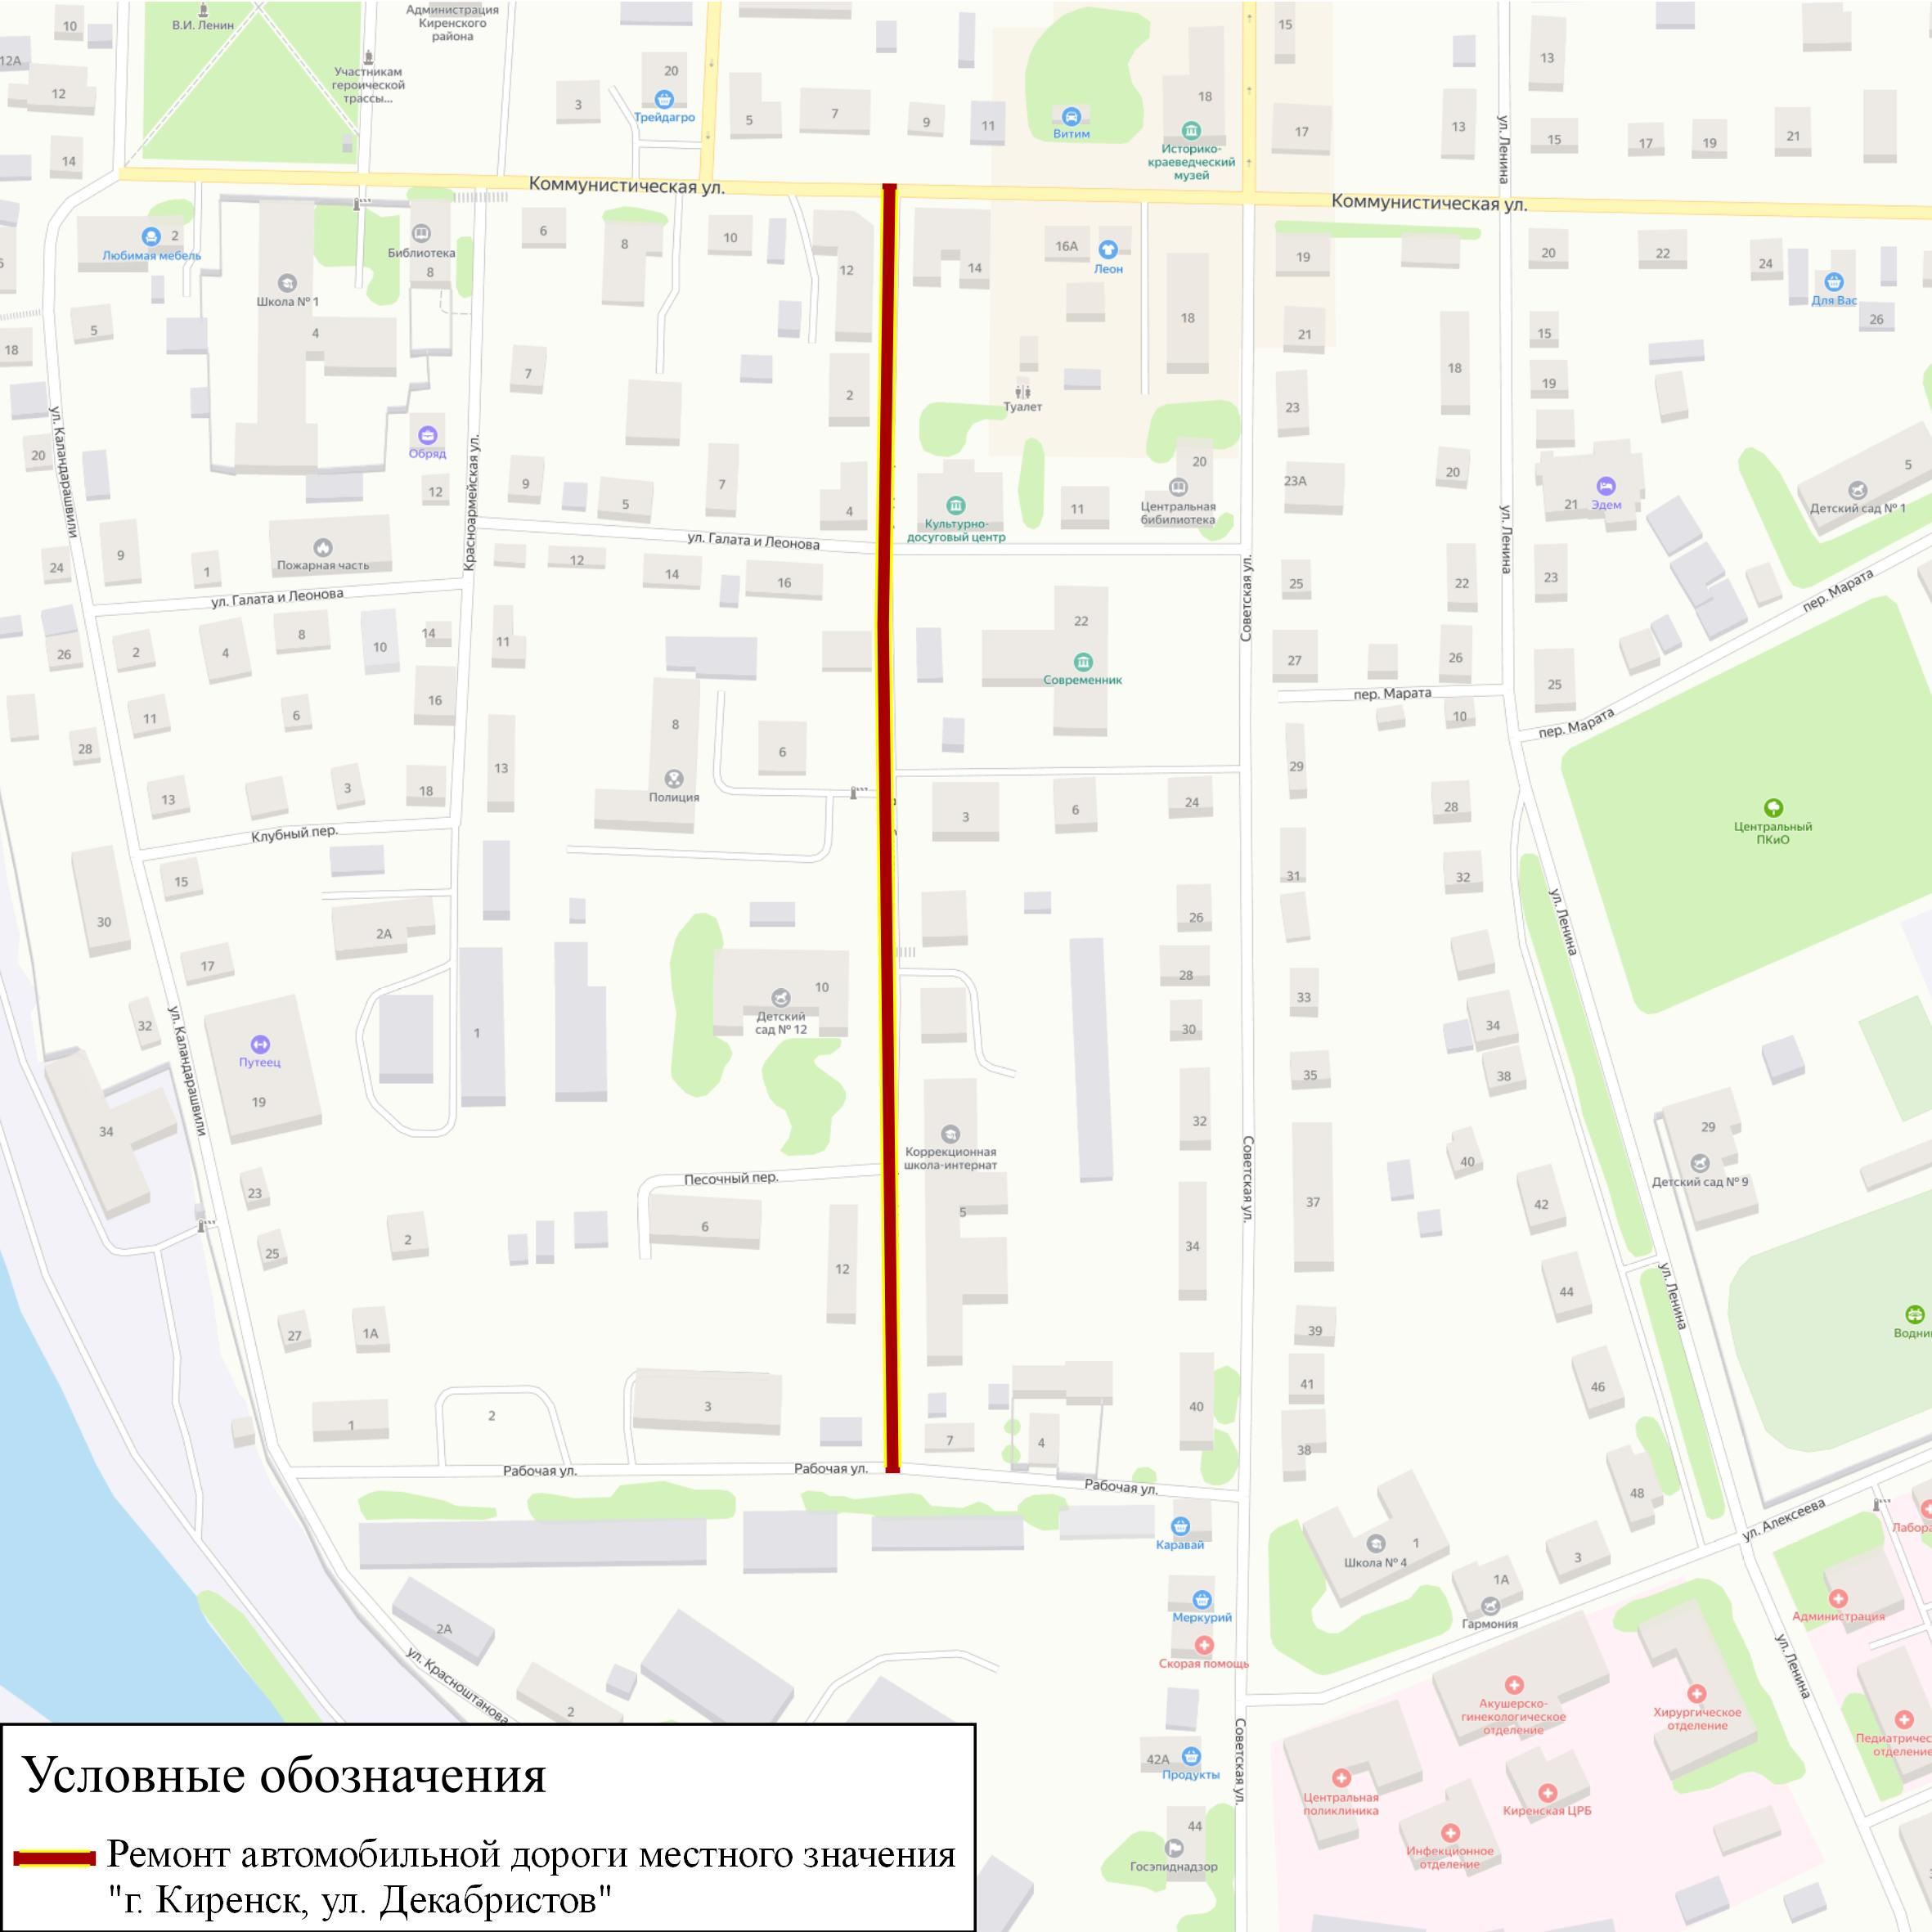 10
В.И. Ленин
Администрация
Киренского
района
15
12А
12
Участникам
героической
трассы...
20
3
Трейдагро
5
7
9
11
Витим
18
Историко-
краеведческий
музей
17
13
13
ул. Ленина
15
17
19
21
14
Коммунистическая ул.
Коммунистическая ул.
2
Любимая мебель
Библиотека
8
Школа № 1
4
6
8
10
12
14
16А
Леон
18
19
20
22
24
Для Вас
26
5
18
7
2
21
18
15
19
23
Туалет
ул. Каландарашвили
20
Обряд
12
Красноармейская ул.
9
5
7
4
Культурно-
досуговый центр
11
20
Центральная
бибилиотека
23А
20
21
Эдем
5
Детский сад № 1
ул. Ленина
ул. Галата и Леонова
24
9
1
Пожарная часть
12
14
16
Советская ул.
25
22
23
пер. Марата
ул. Галата и Леонова
26
2
4
8
10
14
11
22
Современник
27
26
25
пер. Марата
пер. Марата
11
6
16
28
8
6
10
13
Полиция
29
13
3
18
3
6
24
28
Центральный
ПКиО
Клубный пер.
15
31
32
30
2А
26
ул. Ленина
17
28
10
Детский
сад № 12
33
32
ул. Каландарашвили
Путеец
19
1
30
34
35
38
34
32
29
Детский сад № 9
Коррекционная
школа-интернат
Песочный пер.
Советская ул.
40
23
6
5
37
42
25
2
12
34
44
ул. Ленина
27
1А
39
Водни
1
2
3
7
4
40
41
46
38
Рабочая ул.
Рабочая ул.
Рабочая ул.
48
ул. Алексеева
Лабора
Каравай
Школа № 4
1
3
1А
Гармония
Меркурий
Скорая помощь
Администрация
2А
ул. Красноштанова
2
Акушерско-
гинекологическое
отделение
Хирургическое
отделение
ул. Ленина
Педиатричес
отделение
Советская ул.
42А
Продукты
Центральная
поликлиника
Киренская ЦРБ
Инфекционное
отделение
44
Госэпиднадзор
Условные обозначения
Ремонт автомобильной дороги местного значения
"г. Киренск, ул. Декабристов"